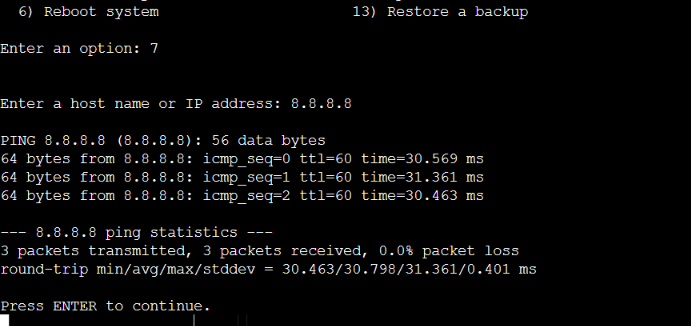 6) Reboot system                        13) Restore a backup
Enter an option: 7
Enter a host name or IP address: 8.8.8.8
PING 8.8.8.8 (8.8.8.8): 56 data bytes
64 bytes from 8.8.8.8: icmp_seq=0 ttl=60 time=30.569 ms
64 bytes from 8.8.8.8: icmp_seq=1 ttl=60 time=31.361 ms
64 bytes from 8.8.8.8: icmp_seq=2 ttl=60 time=30.463 ms
--- 8.8.8.8 ping statistics ---
3 packets transmitted, 3 packets received, 0.0% packet loss
round-trip min/avg/max/stddev = 30.463/30.798/31.361/0.401 ms
Press ENTER to continue.